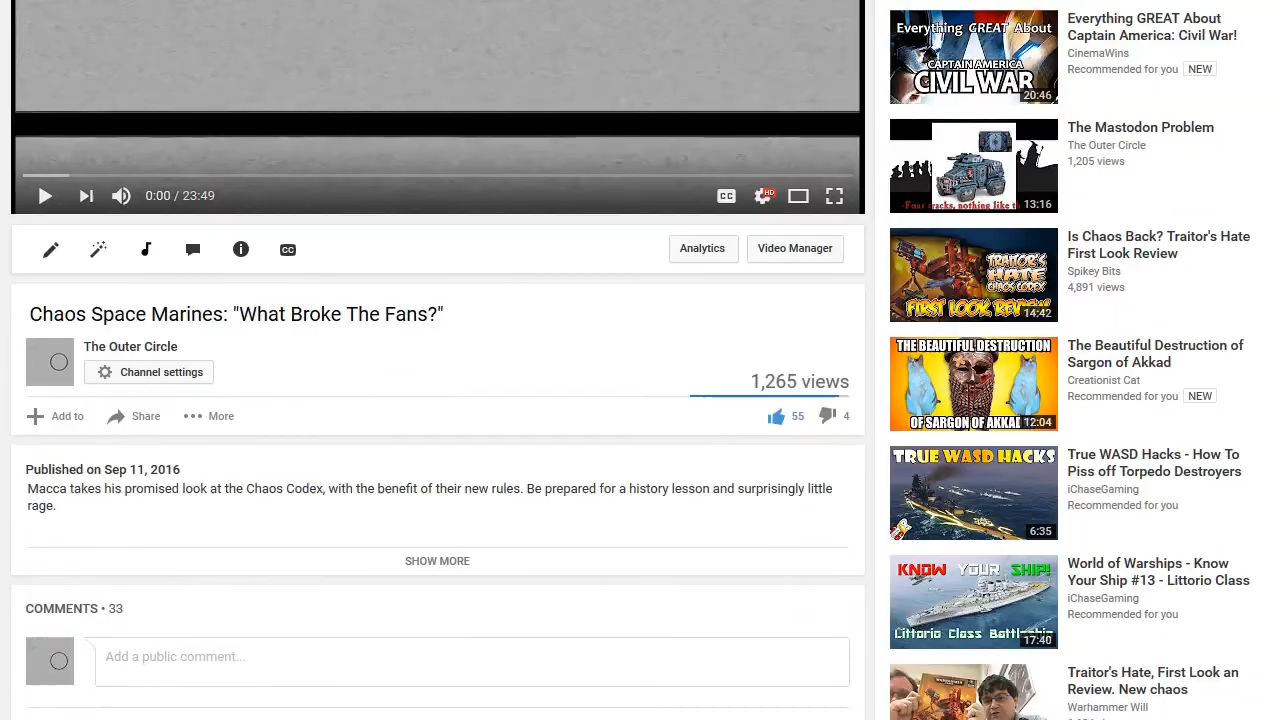 0:00 / 23:49
CC
HD
CC
Analytics
Video Manager
Chaos Space Marines: "What Broke The Fans?"
The Outer Circle
Channel settings
1,265 views
Add to
Share
More
55
4
Published on Sep 11, 2016
Macca takes his promised look at the Chaos Codex, with the benefit of their new rules. Be prepared for a history lesson and surprisingly little
rage.
SHOW MORE
COMMENTS • 33
Add a public comment...
Everything GREAT About
CAPTAIN AMERICA
CIVIL WAR
20:46
Everything GREAT About
Captain America: Civil War!
CinemaWins
Recommended for you NEW
13:16
The Mastodon Problem
The Outer Circle
1,205 views
TRAITOR'S
HATE
CHAOS CODEX
FIRST LOOK REVIEW
14:42
Is Chaos Back? Traitor's Hate
First Look Review
Spikey Bits
4,891 views
THE BEAUTIFUL DESTRUCTION
OF SARGON OF AKKAD
12:04
The Beautiful Destruction of
Sargon of Akkad
Creationist Cat
Recommended for you NEW
TRUE WASD HACKS
6:35
True WASD Hacks - How To
Piss off Torpedo Destroyers
iChaseGaming
Recommended for you
KNOW YOUR SHIP!
Littorio Class Battleship
17:40
World of Warships - Know
Your Ship #13 - Littorio Class
iChaseGaming
Recommended for you
Traitor's Hate, First Look an
Review. New chaos
Warhammer Will